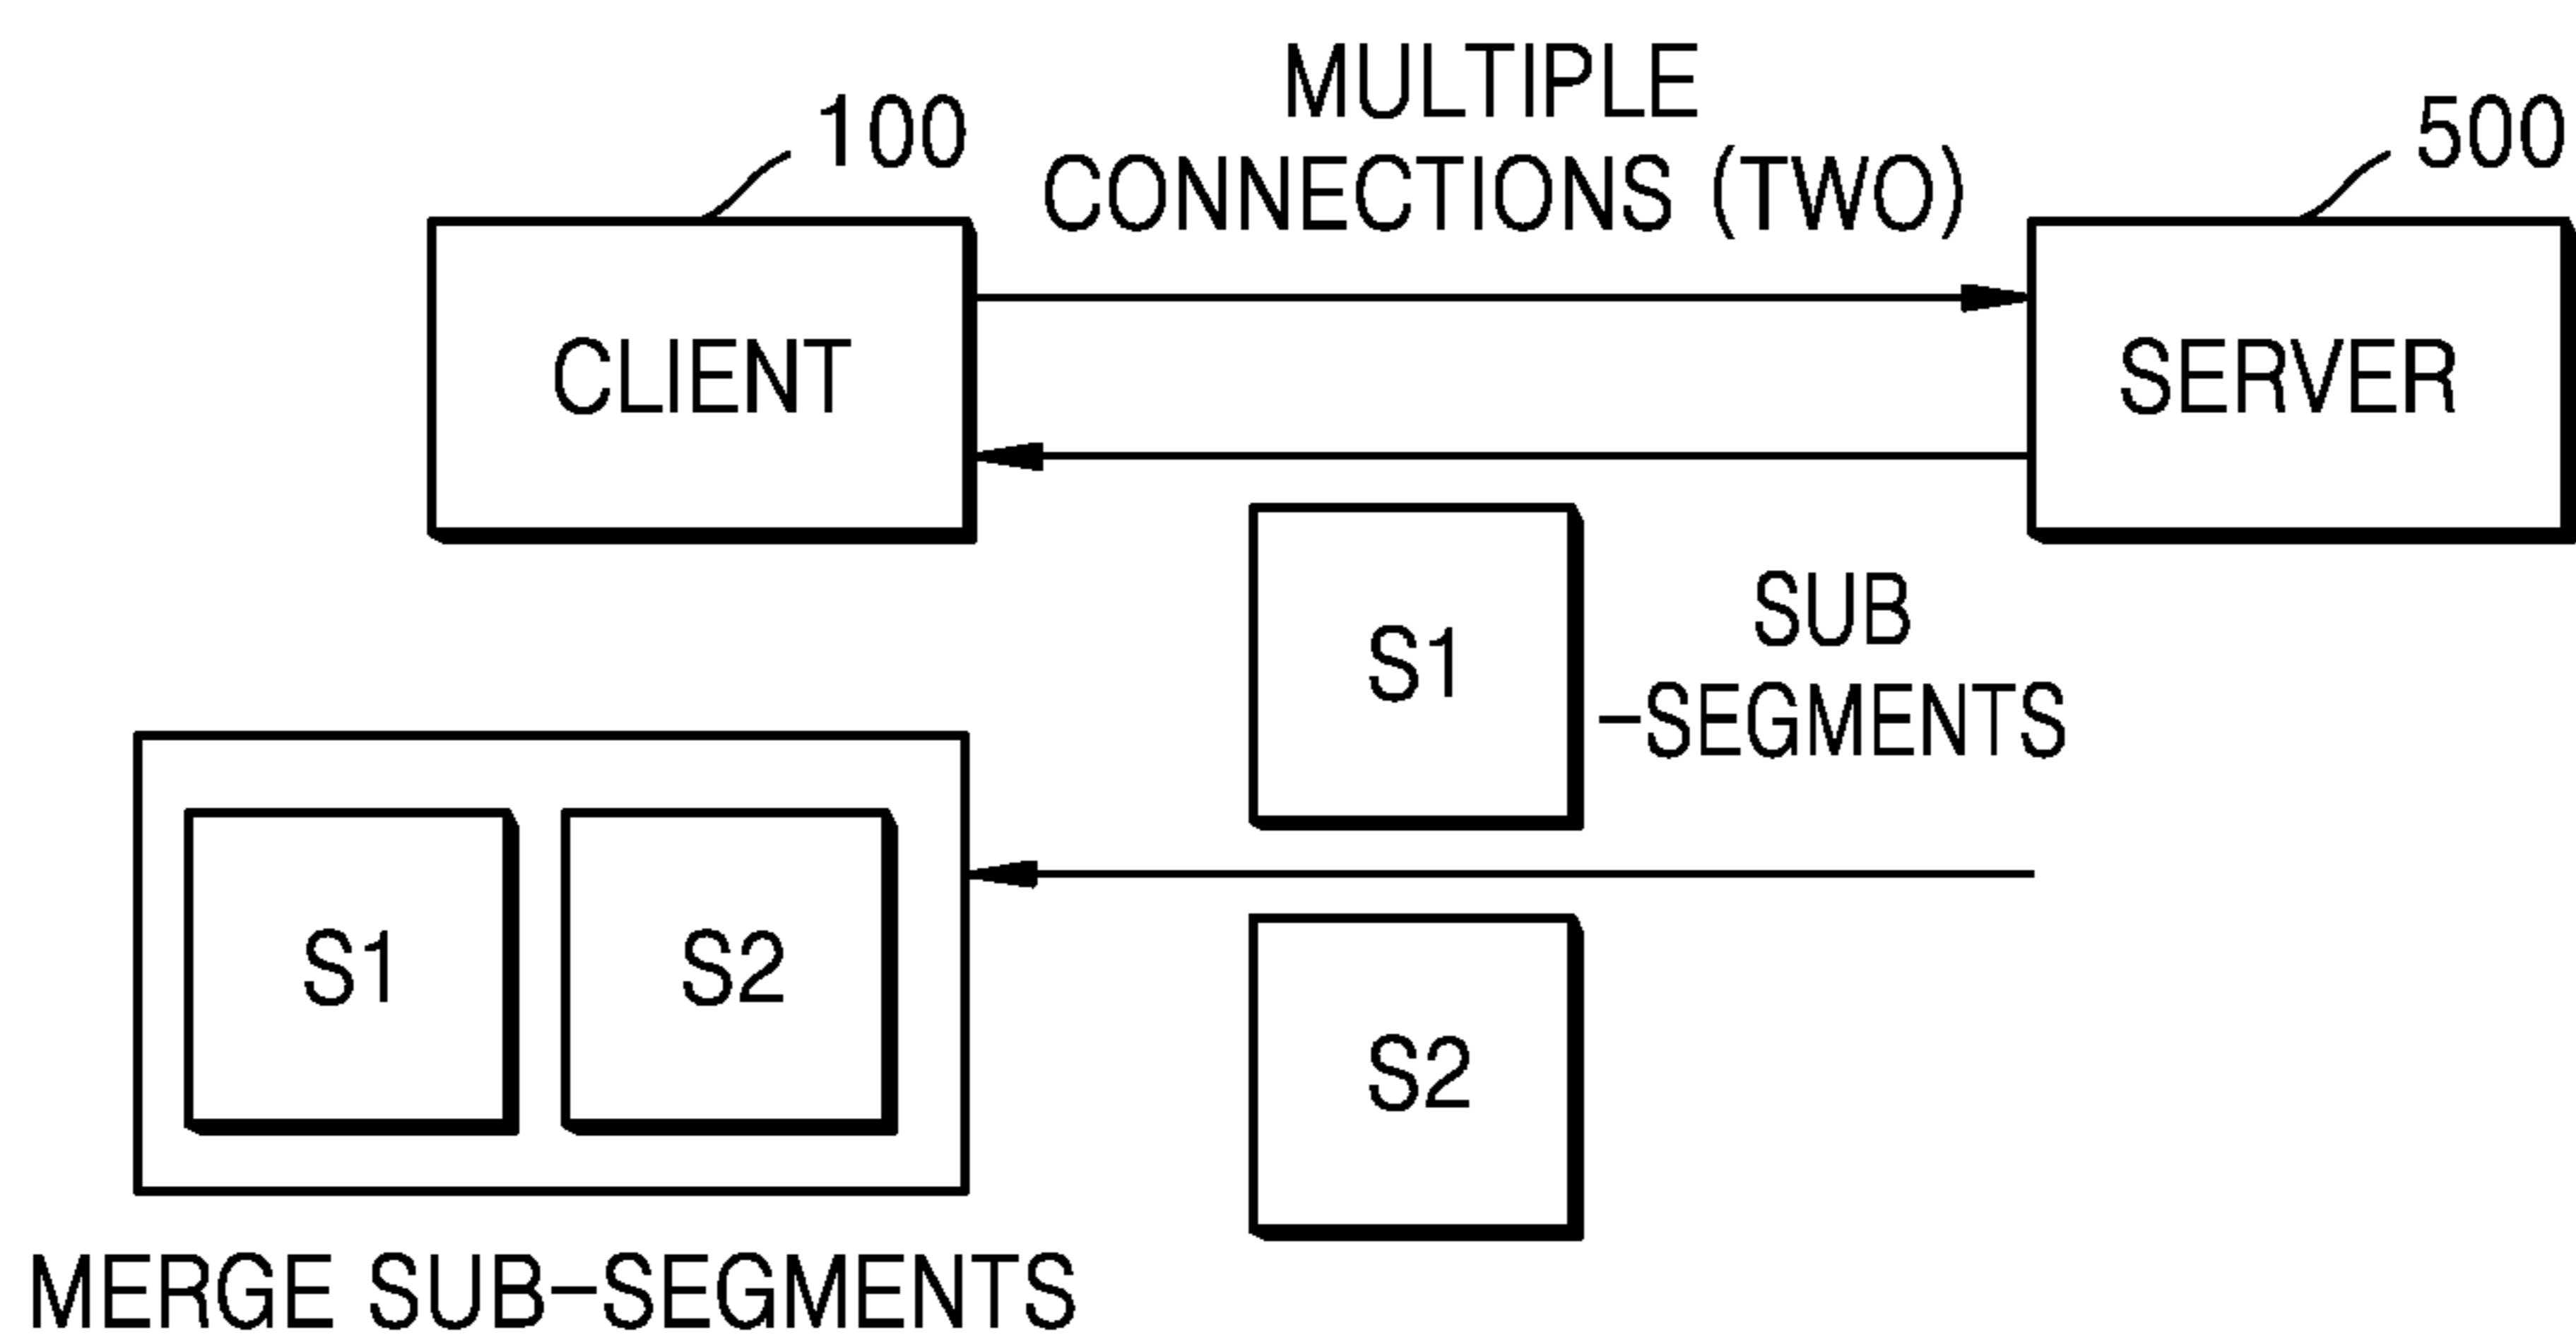 MULTIPLE
CONNECTIONS (TWO)
100
500
CLIENT
SERVER
S1
SUB
-SEGMENTS
S1
S2
S2
MERGE SUB-SEGMENTS